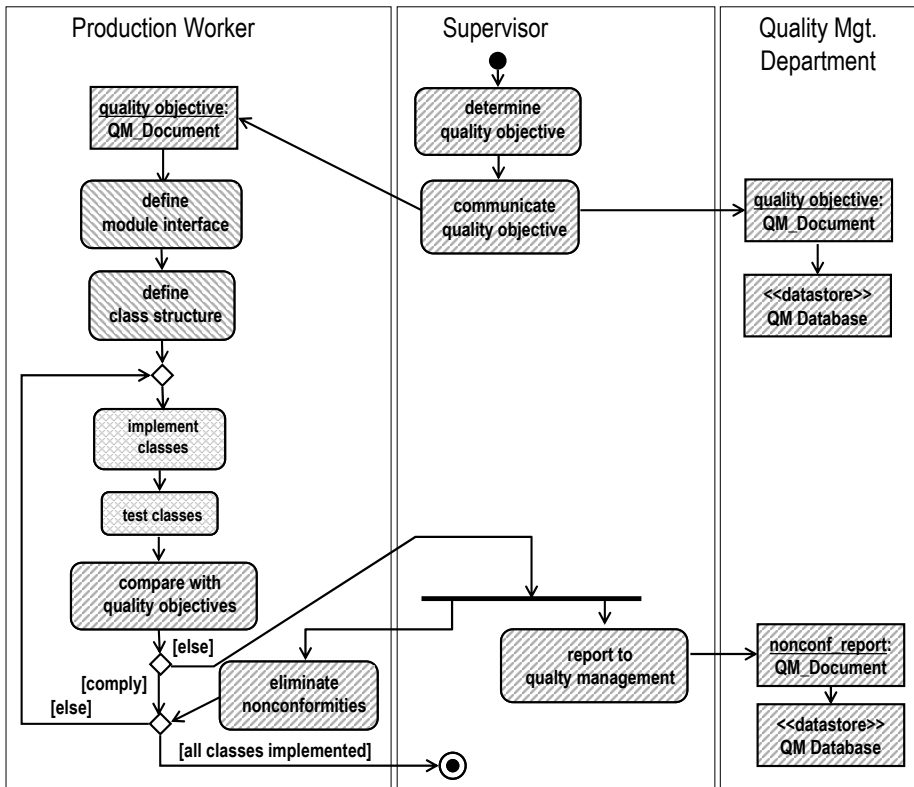 Production Worker
Supervisor
Quality Mgt.
Department
quality objective:
QM_Document
determine
quality objective
define
module interface
communicate
quality objective
quality objective:
QM_Document
define
class structure
<<datastore>>
QM Database
implement
classes
test classes
compare with
quality objectives
[else]
[comply]
[else]
eliminate
nonconformities
report to
qualty management
nonconf_report:
QM_Document
<<datastore>>
QM Database
[all classes implemented]